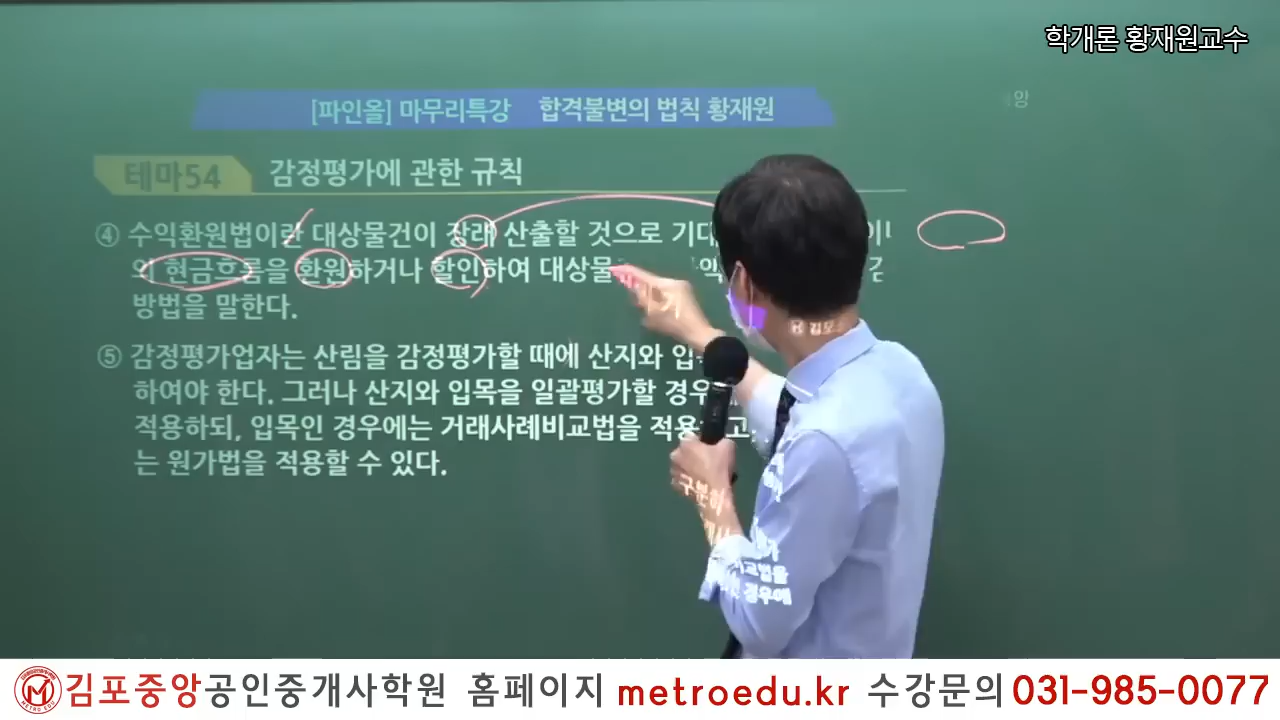 학개론 황재원교수
[파인올] 마무리특강 합격불변의 법칙 황재원
테마54 감정평가에 관한 규칙
④ 수익환원법이란 대상물건이 장래 산출할 것으로
현금흐름을 환원하거나 할인하여
방법을 말한다.
⑤ 감정평가업자는 산림을 감정평가할 때에 산지와
하여야 한다. 그러나 산지와 입목을 일괄평가할
적용하되, 입목인 경우에는 거래사례비교법을
는 원가법을 적용할 수 있다.
경우에
METRO EDU
김포중앙공인중개사학원 홈페이지 metroedu.kr 수강문의 031-985-0077